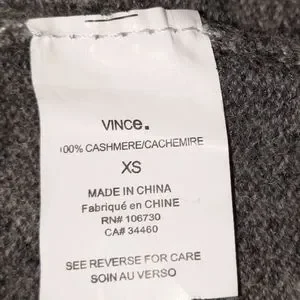 VINCE.
100% CASHMERE/CACHEMIRE
XS
MADE IN CHINA
Fabriqué en CHINE
RN# 106730
CA# 34460
SEE REVERSE FOR CARE
SOIN AU VERSO